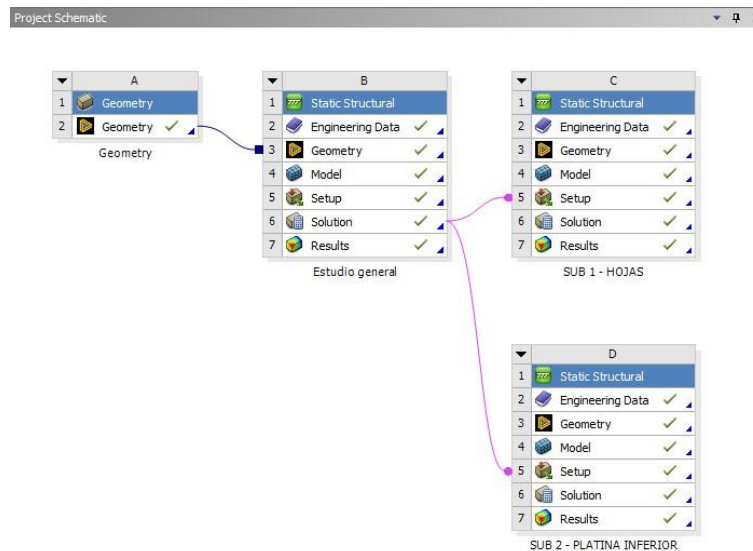 Project Schematic
A
1 Geometry
2 Geometry
Geometry
B
1 Static Structural
2 Engineering Data
3 Geometry
4 Model
5 Setup
6 Solution
7 Results
Estudio general
C
1 Static Structural
2 Engineering Data
3 Geometry
4 Model
5 Setup
6 Solution
7 Results
SUB 1 - HOJAS
D
1 Static Structural
2 Engineering Data
3 Geometry
4 Model
5 Setup
6 Solution
7 Results
SUB 2 - PLATINA INFERIOR